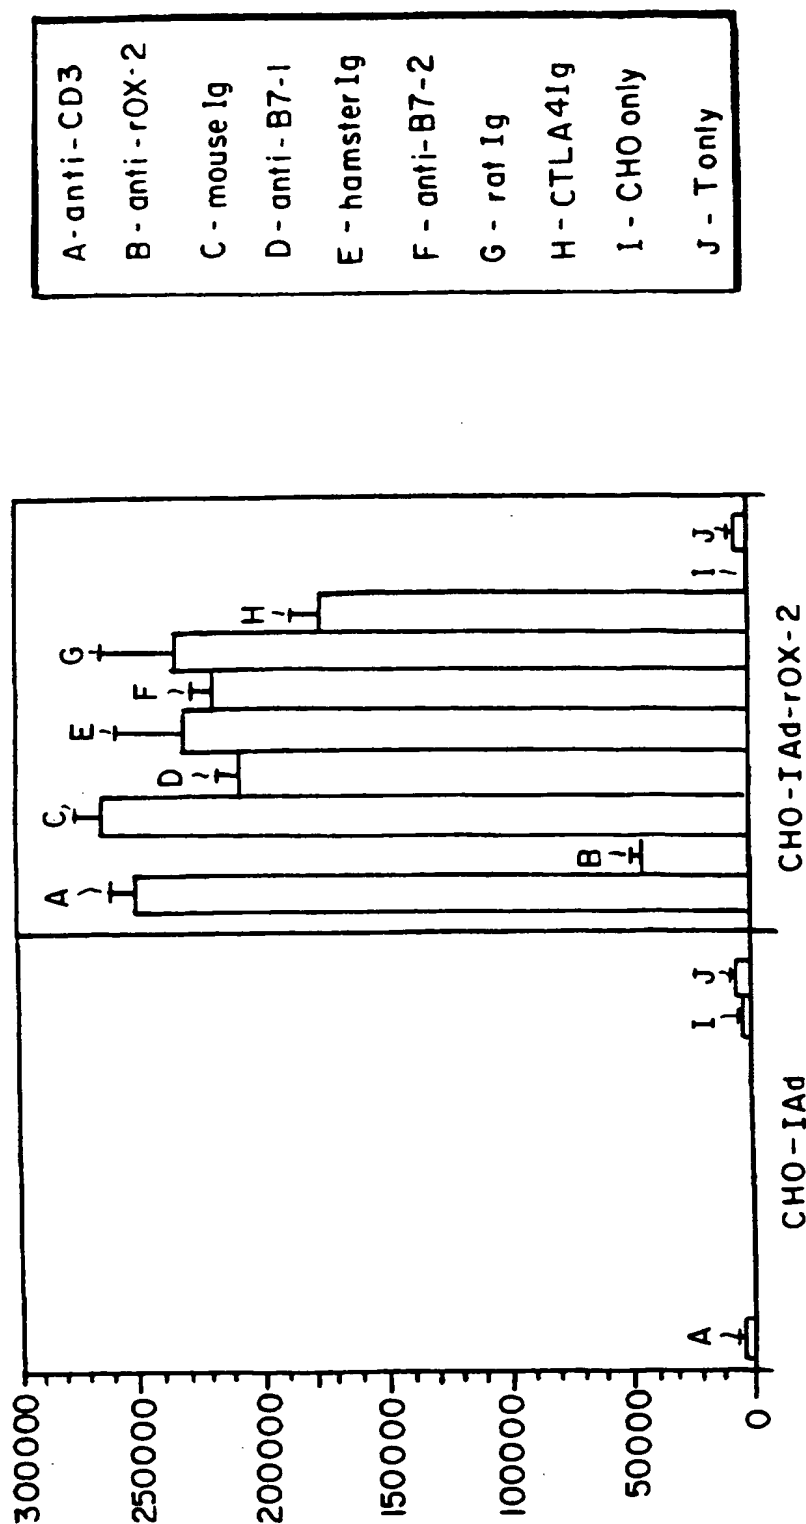 300000
250000
200000
150000
100000
50000
0
A
I
J
A
B
C
D
E
F
G
H
I
J
CHO-IAd
CHO-IAd-rOX-2
A-anti-CD3
B - anti-rOX-2
C - mouse Ig
D-anti-B7-1
E - hamster Ig
F - anti-B7-2
G - rat Ig
H - CTLA4Ig
I - CHO only
J - T only